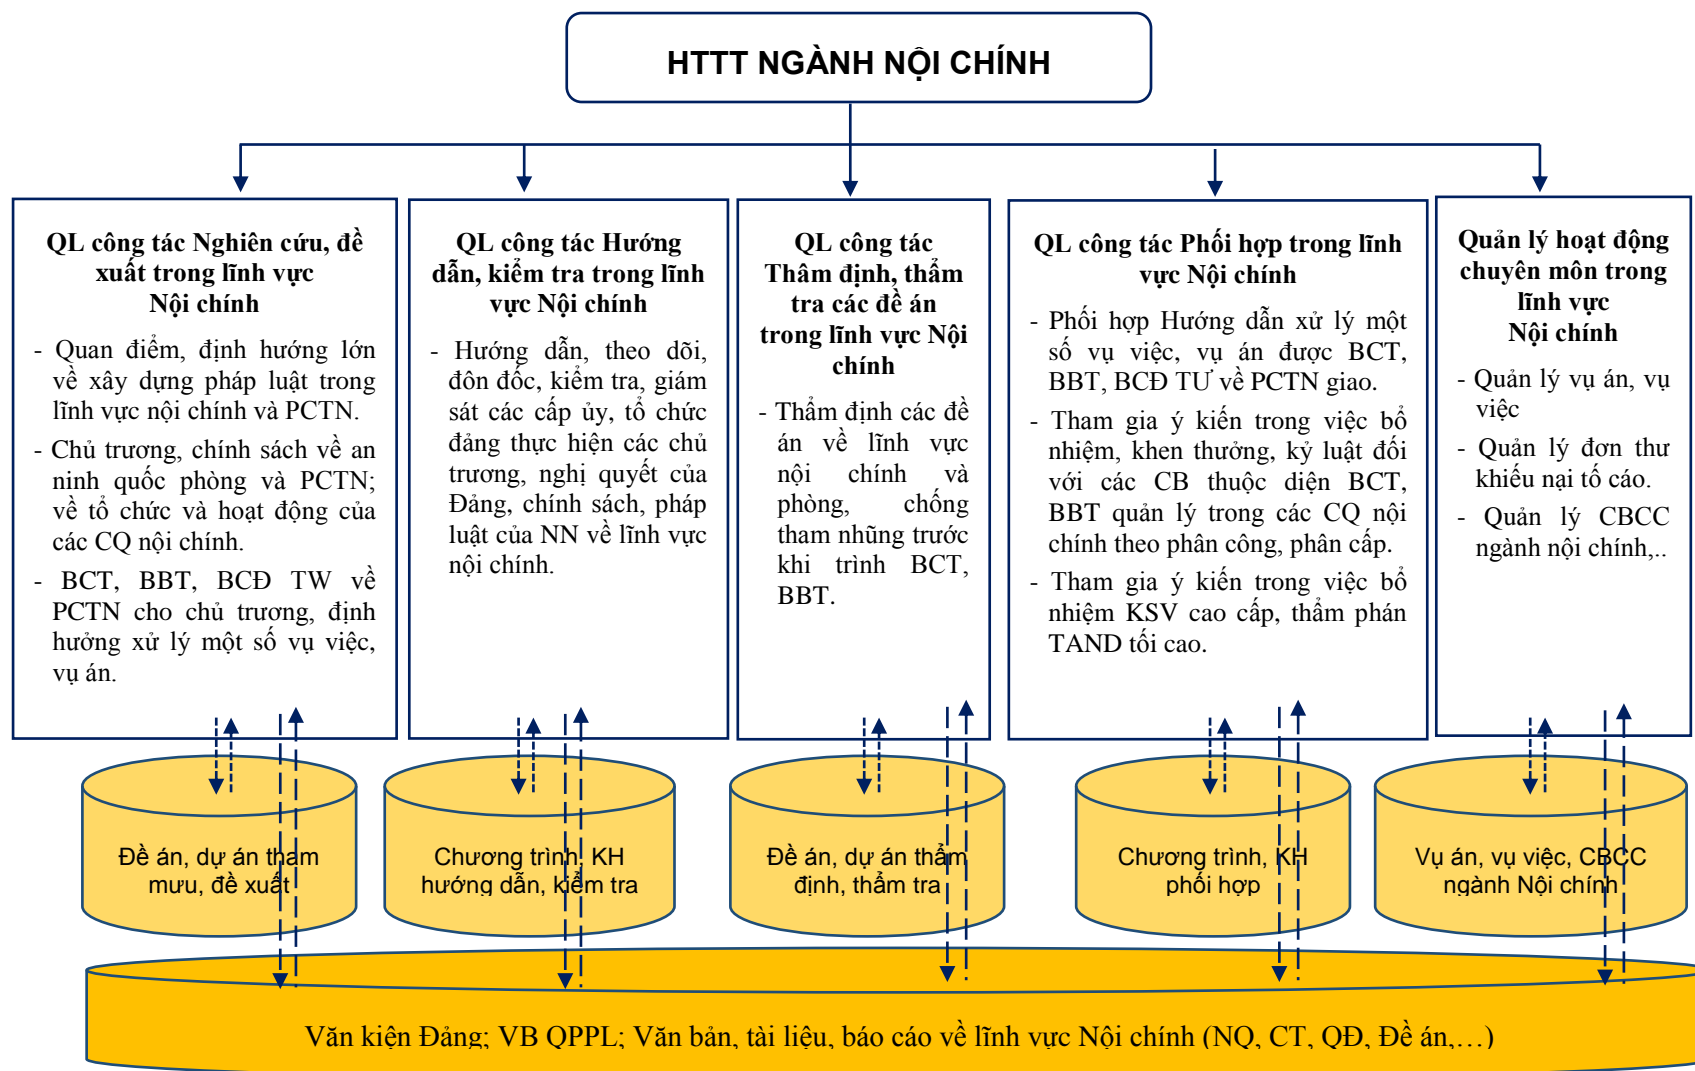 HTTT NGÀNH NỘI CHÍNH
QL công tác Nghiên cứu, đề
xuất trong lĩnh vực
Nội chính
- Quan điểm, định hướng lớn
về xây dựng pháp luật trong
lĩnh vực nội chính và PCTN.
- Chủ trương, chính sách về an
ninh quốc phòng và PCTN;
về tổ chức và hoạt động của
các CQ nội chính.
- BCT, BBT, BCĐ TW về
PCTN cho chủ trương, định
hưởng xử lý một số vụ việc,
vụ án.
QL công tác Hướng
dẫn, kiểm tra trong lĩnh
vực Nội chính
- Hướng dẫn, theo dõi,
đôn đốc, kiểm tra, giám
sát các cấp ủy, tổ chức
đảng thực hiện các chủ
trương, nghị quyết của
Đảng, chính sách, pháp
luật của NN về lĩnh vực
nội chính.
QL công tác
Thâm định, thẩm
tra các đề án
trong lĩnh vực Nội
chính
- Thẩm định các đề
án về lĩnh vực
nội chính và
phòng, chống
tham nhũng trước
khi trình BCT,
BBT.
QL công tác Phối hợp trong lĩnh
vực Nội chính
- Phối hợp Hướng dẫn xử lý một
số vụ việc, vụ án được BCT,
BBT, BCĐ TƯ về PCTN giao.
- Tham gia ý kiến trong việc bổ
nhiệm, khen thưởng, kỷ luật đối
với các CB thuộc diện BCT,
BBT quản lý trong các CQ nội
chính theo phân công, phân cấp.
- Tham gia ý kiến trong việc bổ
nhiệm KSV cao cấp, thẩm phán
TAND tối cao.
Quản lý hoạt động
chuyên môn trong
lĩnh vực
Nội chính
- Quản lý vụ án, vụ
việc
- Quản lý đơn thư
khiếu nại tố cáo.
- Quản lý CBCC
ngành nội chính,..
Đề án, dự án tham
mưu, đề xuất
Chương trình, KH
hướng dẫn, kiểm tra
Đề án, dự án thẩm
định, thẩm tra
Chương trình, KH
phối hợp
Vụ án, vụ việc, CBCC
ngành Nội chính
Văn kiện Đảng; VB QPPL; Văn bản, tài liệu, báo cáo về lĩnh vực Nội chính (NQ, CT, QĐ, Đề án,…)